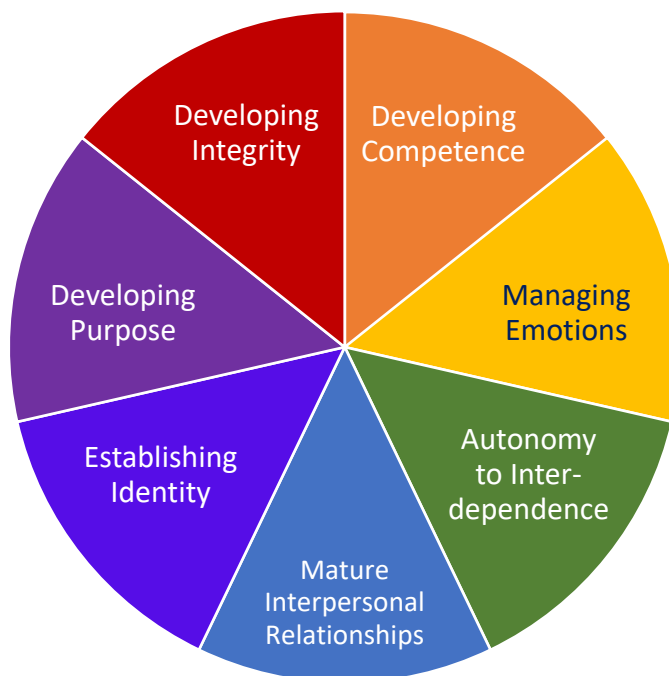 Developing
Integrity
Developing
Competence
Managing
Emotions
Autonomy
to Inter-
dependence
Mature
Interpersonal
Relationships
Establishing
Identity
Developing
Purpose